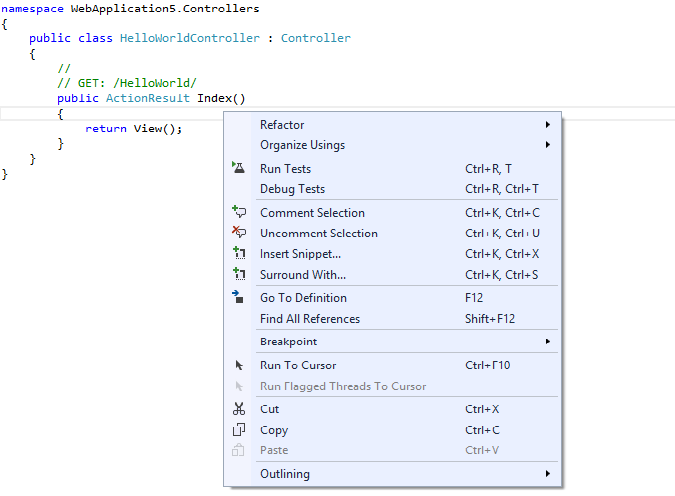 namespace WebApplication5.Controllers
{
public class HelloWorldController : Controller
{
//
// GET: /HelloWorld/
public ActionResult Index()
{
return View();
}
}
}
Refactor
Organize Usings
Run Tests Ctrl+R, T
Debug Tests Ctrl+R, Ctrl+T
Comment Selection Ctrl+K, Ctrl+C
Uncomment Selection Ctrl+K, Ctrl+U
Insert Snippet... Ctrl+K, Ctrl+X
Surround With... Ctrl+K, Ctrl+S
Go To Definition F12
Find All References Shift+F12
Breakpoint
Run To Cursor Ctrl+F10
Run Flagged Threads To Cursor
Cut Ctrl+X
Copy Ctrl+C
Paste Ctrl+V
Outlining